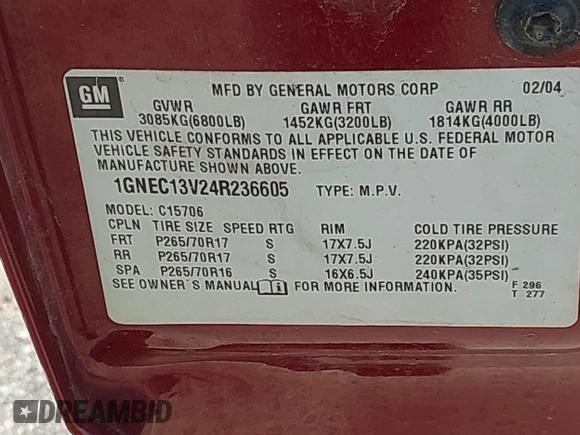 GM
®
MFD BY GENERAL MOTORS CORP 02/04
GVWR GAWR FRT GAWR RR
3085KG(6800LB) 1452KG(3200LB) 1814KG(4000LB)
THIS VEHICLE CONFORMS TO ALL APPLICABLE U.S. FEDERAL MOTOR
VEHICLE SAFETY STANDARDS IN EFFECT ON THE DATE OF
MANUFACTURE SHOWN ABOVE.
1GNEC13V24R236605 TYPE: M.P.V.
MODEL: C15706
CPLN TIRE SIZE SPEED RTG RIM COLD TIRE PRESSURE
FRT P265/70R17 S 17X7.5J 220KPA(32PSI)
RR P265/70R17 S 17X7.5J 220KPA(32PSI)
SPA P265/70R16 S 16X6.5J 240KPA(35PSI)
SEE OWNER'S MANUAL FOR MORE INFORMATION.
F 296
T 277
DREAMBID